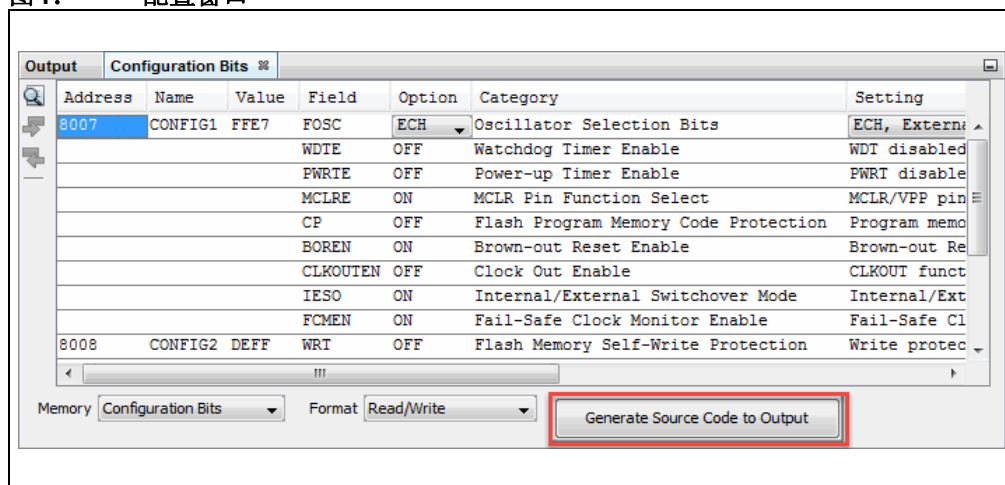 Output Configuration Bits
Address Name Value Field Option Category Setting
8007 CONFIG1 FFE7 FOSC ECH Oscillator Selection Bits ECH, Externa
WDTE OFF Watchdog Timer Enable WDT disabled
PWRTE OFF Power-up Timer Enable PWRT disable
MCLRE ON MCLR Pin Function Select MCLR/VPP pin
CP OFF Flash Program Memory Code Protection Program memo
BOREN ON Brown-out Reset Enable Brown-out Re
CLKOUTEN OFF Clock Out Enable CLKOUT funct
IESO ON Internal/External Switchover Mode Internal/Ext
FCMEN ON Fail-Safe Clock Monitor Enable Fail-Safe Cl
8008 CONFIG2 DEFF WRT OFF Flash Memory Self-Write Protection Write protec
Memory Configuration Bits Format Read/Write Generate Source Code to Output